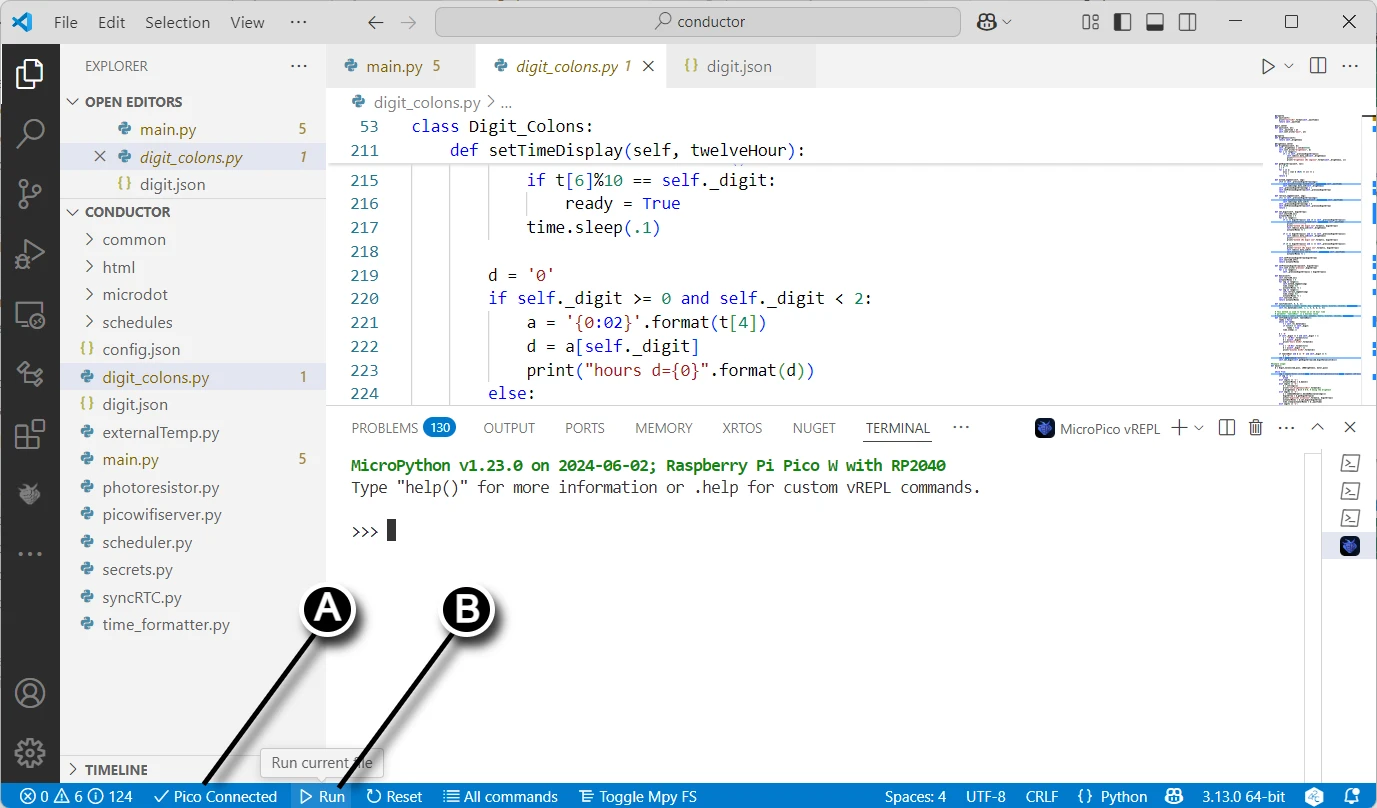 File Edit Selection View ··· conductor
EXPLORER ···
main.py 5 digit_colons.py 1 {} digit.json
OPEN EDITORS
main.py 5
digit_colons.py 1
{} digit.json
CONDUCTOR
common
html
microdot
schedules
{} config.json
digit_colons.py 1
{} digit.json
externalTemp.py
main.py 5
photoresistor.py
picowifiserver.py
scheduler.py
secrets.py
syncRTC.py
time_formatter.py
TIMELINE
digit_colons.py > ...
53 class Digit_Colons:
211 def setTimeDisplay(self, twelveHour):
215 if t[6]%10 == self._digit:
216 ready = True
217 time.sleep(.1)
218
219 d = '0'
220 if self._digit >= 0 and self._digit < 2:
221 a = '{0:02}'.format(t[4])
222 d = a[self._digit]
223 print("hours d={0}".format(d))
224 else:
PROBLEMS 130 OUTPUT PORTS MEMORY XRTOS NUGET TERMINAL ··· MicroPico vREPL
MicroPython v1.23.0 on 2024-06-02; Raspberry Pi Pico W with RP2040
Type "help()" for more information or .help for custom vREPL commands.
>>>
A B
Run current file
0 6 124 Pico Connected Run Reset All commands Toggle Mpy FS Spaces: 4 UTF-8 CRLF {} Python 3.13.0 64-bit